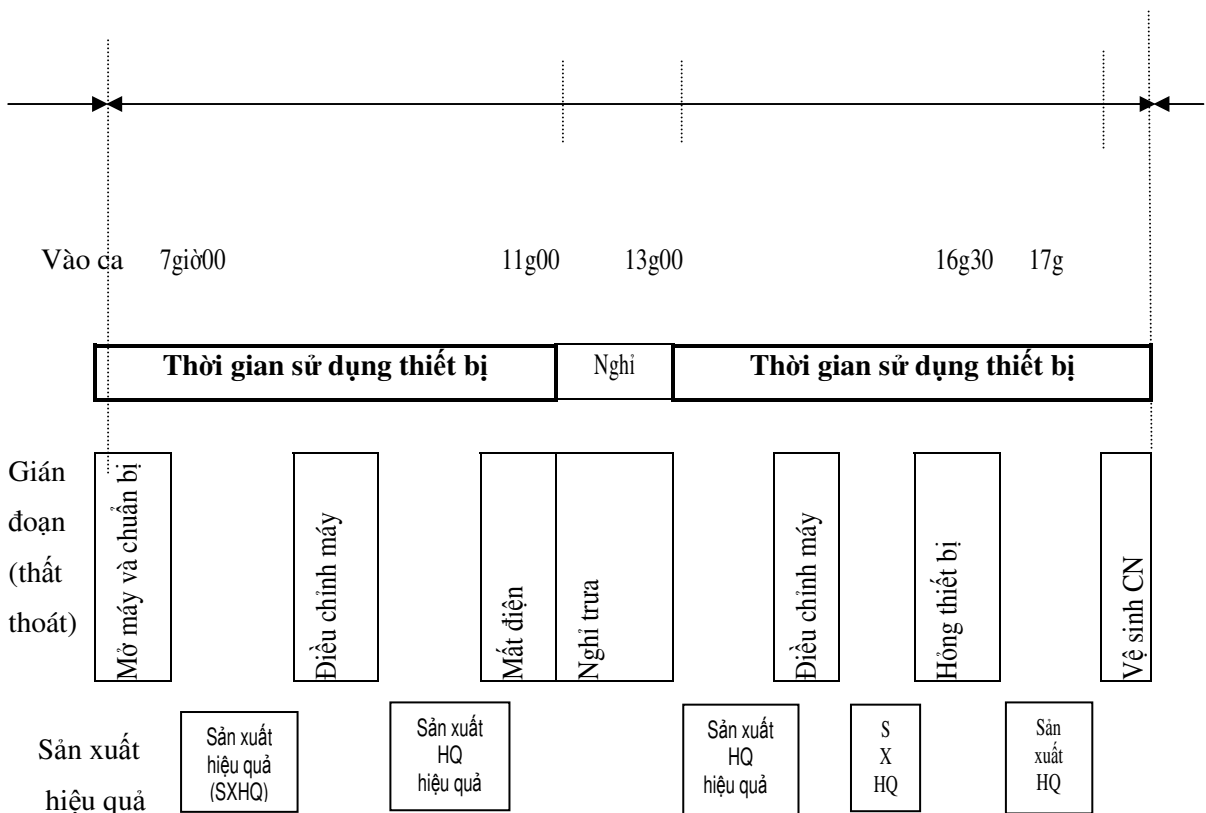 Vào ca 7giờ00 11g00 13g00 16g30 17g
Thời gian sử dụng thiết bị Nghỉ Thời gian sử dụng thiết bị
Gián
đoạn
(thất
thoát)
Mở máy và chuẩn bị
Điều chỉnh máy
Mất điện
Nghỉ trưa
Điều chỉnh máy
Hỏng thiết bị
Vệ sinh CN
Sản xuất
hiệu quả
Sản xuất
hiệu quả
(SXHQ)
Sản xuất
HQ
hiệu quả
Sản xuất
HQ
hiệu quả
S
X
HQ
Sản
xuất
HQ